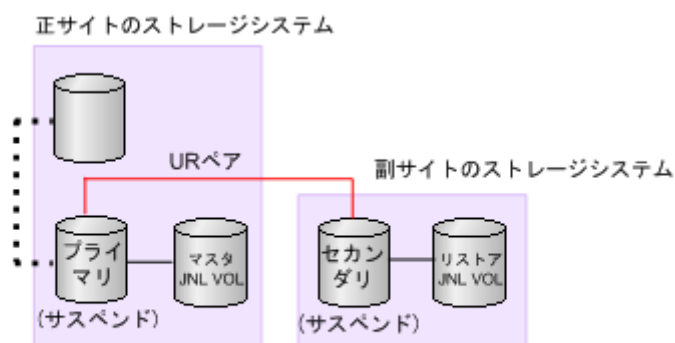 正サイトのストレージシステム
URペア
副サイトのストレージシステム
プライ
マリ
マスタ
JNL VOL
(サスペンド)
セカン
ダリ
リストア
JNL VOL
(サスペンド)